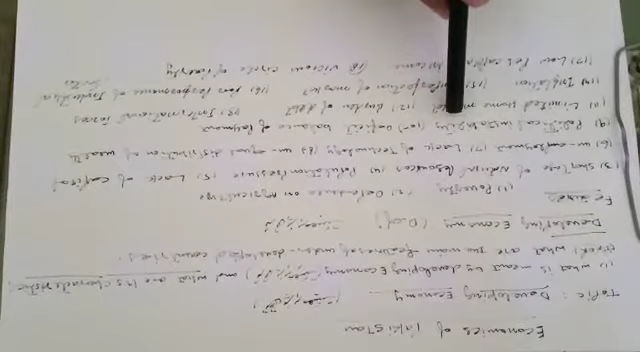 Economics of Pakistan
Topic: Developing Economy
(1) what is meant by developing Economy and what are its characteristics
what are the main features of under-developed countries.
Developing Economy (Def)
Features
(1) Poverty (2) Dependence on Agriculture
(3) Shortage of Natural Resources (4) Population Pressure (5) Lack of capital
(6) un-employment (7) Lack of Technology (8) un-equal distribution of wealth
(9) Political instability (10) Deficit balance of payment
(11) Limited home market (12) Burden of debt (13) International
(14) Inflation (15) of market (16) Poor Performance of Industrial
(17) Low Per capita Income (18) vicious circle of Poverty